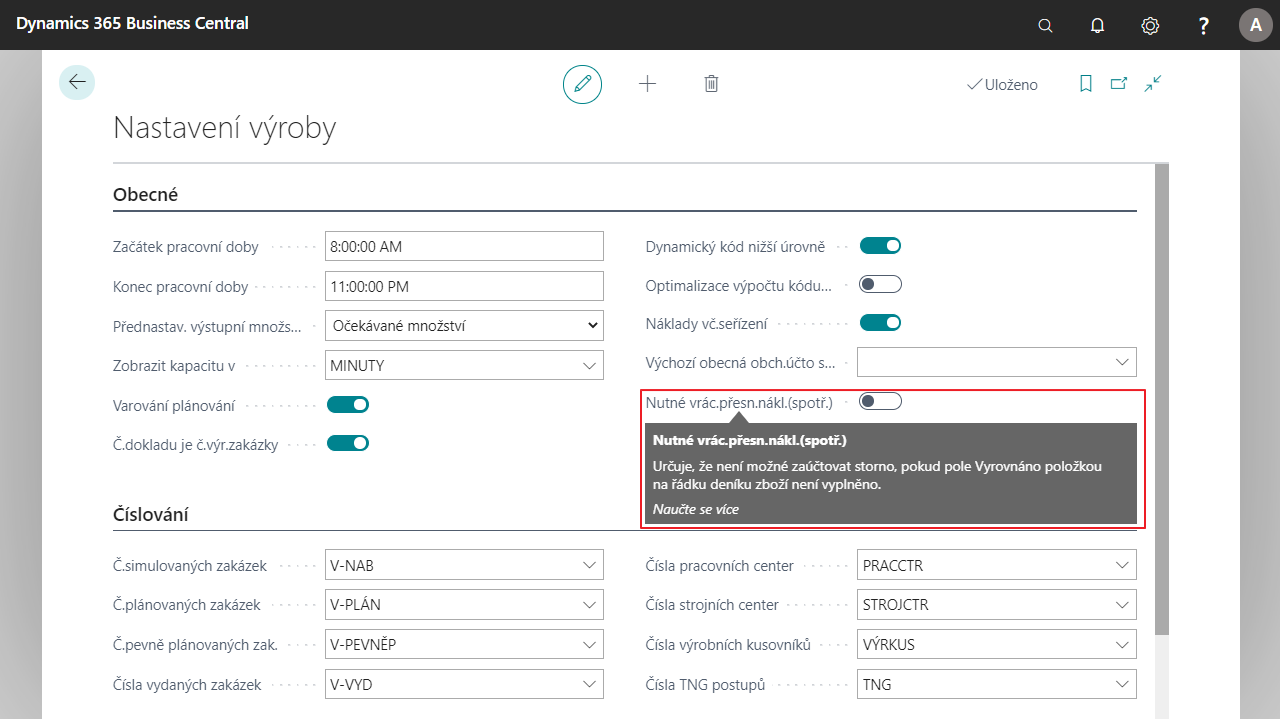 Dynamics 365 Business Central
?
A
Uloženo
Nastavení výroby
Obecné
Začátek pracovní doby
8:00:00 AM
Konec pracovní doby
11:00:00 PM
Přednastav. výstupní množs...
Očekávané množství
Zobrazit kapacitu v
MINUTY
Varování plánování
Č.dokladu je č.výr.zakázky
Dynamický kód nižší úrovně
Optimalizace výpočtu kódu...
Náklady vč.seřízení
Výchozí obecná obch.účto s...
Nutné vrác.přesn.nákl.(spotř.)
Nutné vrác.přesn.nákl.(spotř.)
Určuje, že není možné zaúčtovat storno, pokud pole Vyrovnáno položkou
na řádku deníku zboží není vyplněno.
Naučte se více
Číslování
Č.simulovaných zakázek
V-NAB
Č.plánovaných zakázek
V-PLÁN
Č.pevně plánovaných zak.
V-PEVNĚP
Čísla vydaných zakázek
V-VYD
Čísla pracovních center
PRACCTR
Čísla strojních center
STROJCTR
Čísla výrobních kusovníků
VÝRKUS
Čísla TNG postupů
TNG